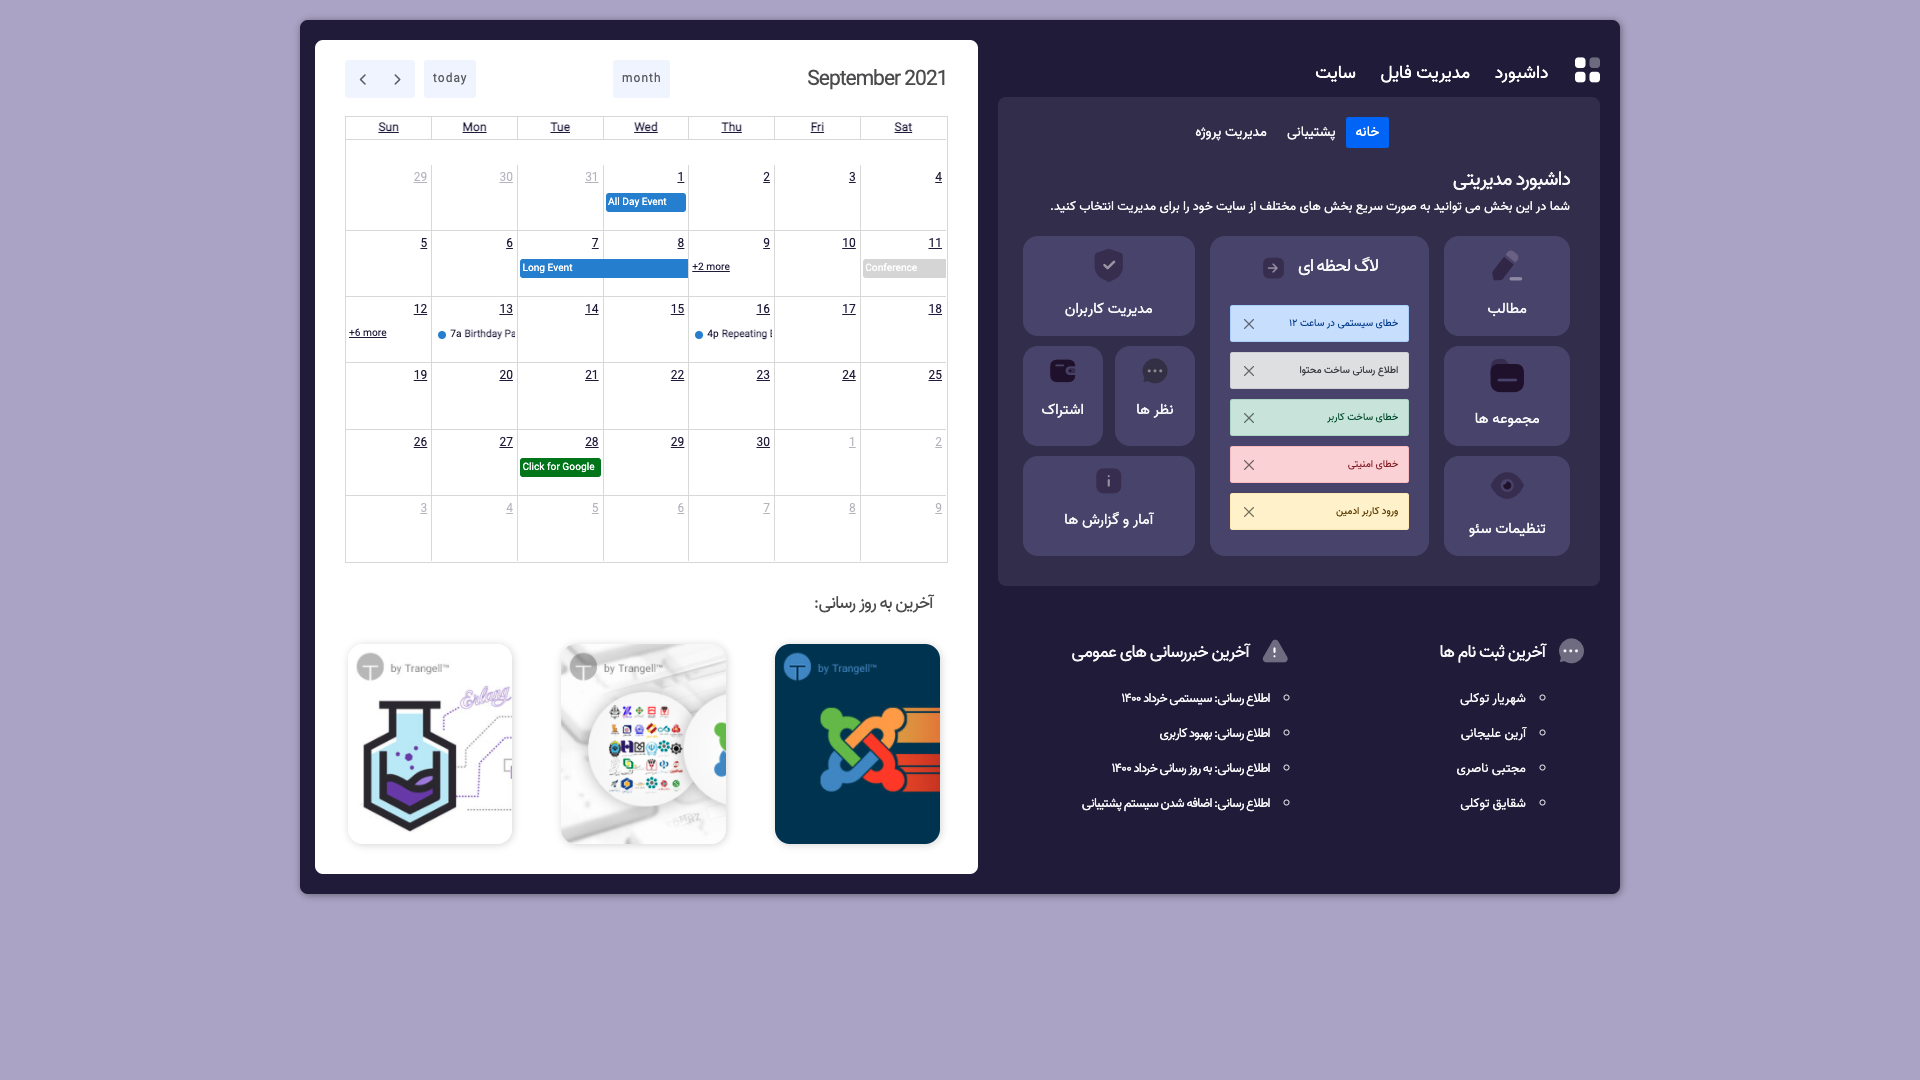 داشبورد
مدیریت فایل
سایت
خانه
پشتیبانی
مدیریت پروژه
داشبورد مدیریتی
شما در این بخش می توانید به صورت سریع بخش های مختلف از سایت خود را برای مدیریت انتخاب کنید.
مطالب
مجموعه ها
تنظیمات سئو
لاگ لحظه ای
خطای سیستمی در ساعت ۱۲
اطلاع رسانی ساخت محتوا
خطای ساخت کاربر
خطای امنیتی
ورود کاربر ادمین
مدیریت کاربران
نظر ها
اشتراک
آمار و گزارش ها
آخرین ثبت نام ها
شهریار توکلی
آرین علیجانی
مجتبی ناصری
شقایق توکلی
آخرین خبررسانی های عمومی
اطلاع رسانی: سیستمی خرداد ۱۴۰۰
اطلاع رسانی: بهبود کاربری
اطلاع رسانی: به روز رسانی خرداد ۱۴۰۰
اطلاع رسانی: اضافه شدن سیستم پشتیبانی
today
month
September 2021
Sun Mon Tue Wed Thu Fri Sat
29 30 31 1 2 3 4
All Day Event
5 6 7 8 9 10 11
Long Event
+2 more
Conference
12 13 14 15 16 17 18
+6 more
7a Birthday Pa
4p Repeating E
19 20 21 22 23 24 25
26 27 28 29 30 1 2
Click for Google
3 4 5 6 7 8 9
آخرین به روز رسانی:
by Trangell™
by Trangell™
by Trangell™
Erlang